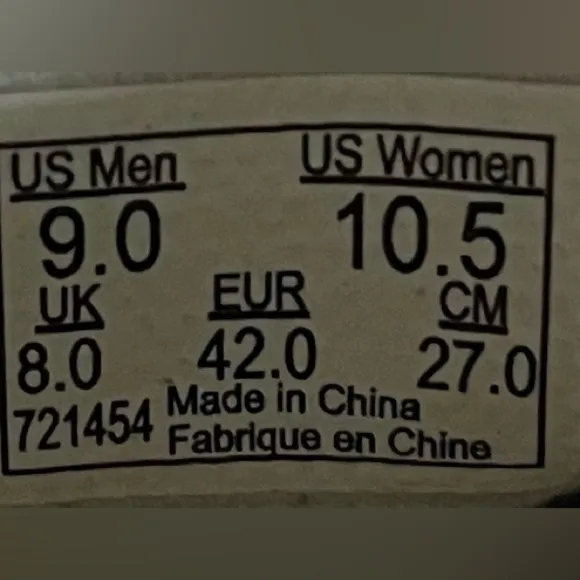 US Men US Women
9.0 10.5
UK EUR CM
8.0 42.0 27.0
721454 Made in China
Fabrique en Chine